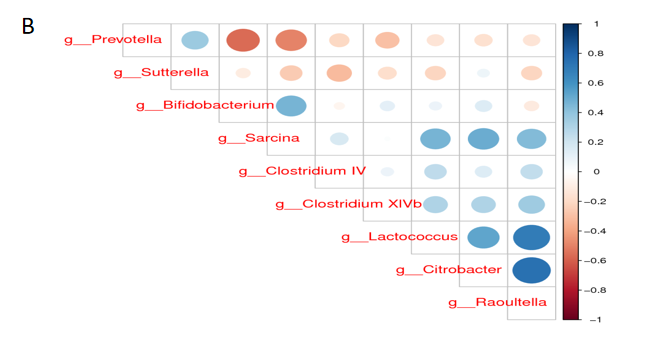 B
g__Prevotella
g__Sutterella
g__Bifidobacterium
g__Sarcina
g__Clostridium IV
g__Clostridium XIVb
g__Lactococcus
g__Citrobacter
g__Raoultella
1
0.8
0.6
0.4
0.2
0
−0.2
−0.4
−0.6
−0.8
−1